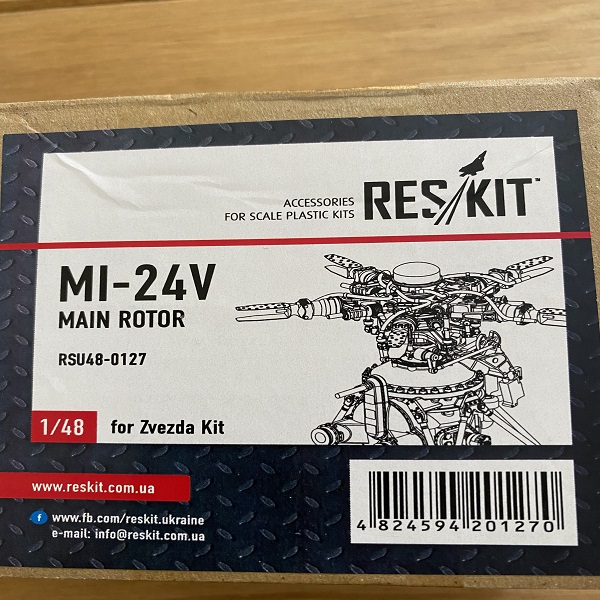 ACCESSORIES
FOR SCALE PLASTIC KITS
RESKIT™
MI-24V
MAIN ROTOR
RSU48-0127
1/48 for Zvezda Kit
www.reskit.com.ua
f www.fb.com/reskit.ukraine
e-mail: info@reskit.com.ua
4 824594 201270